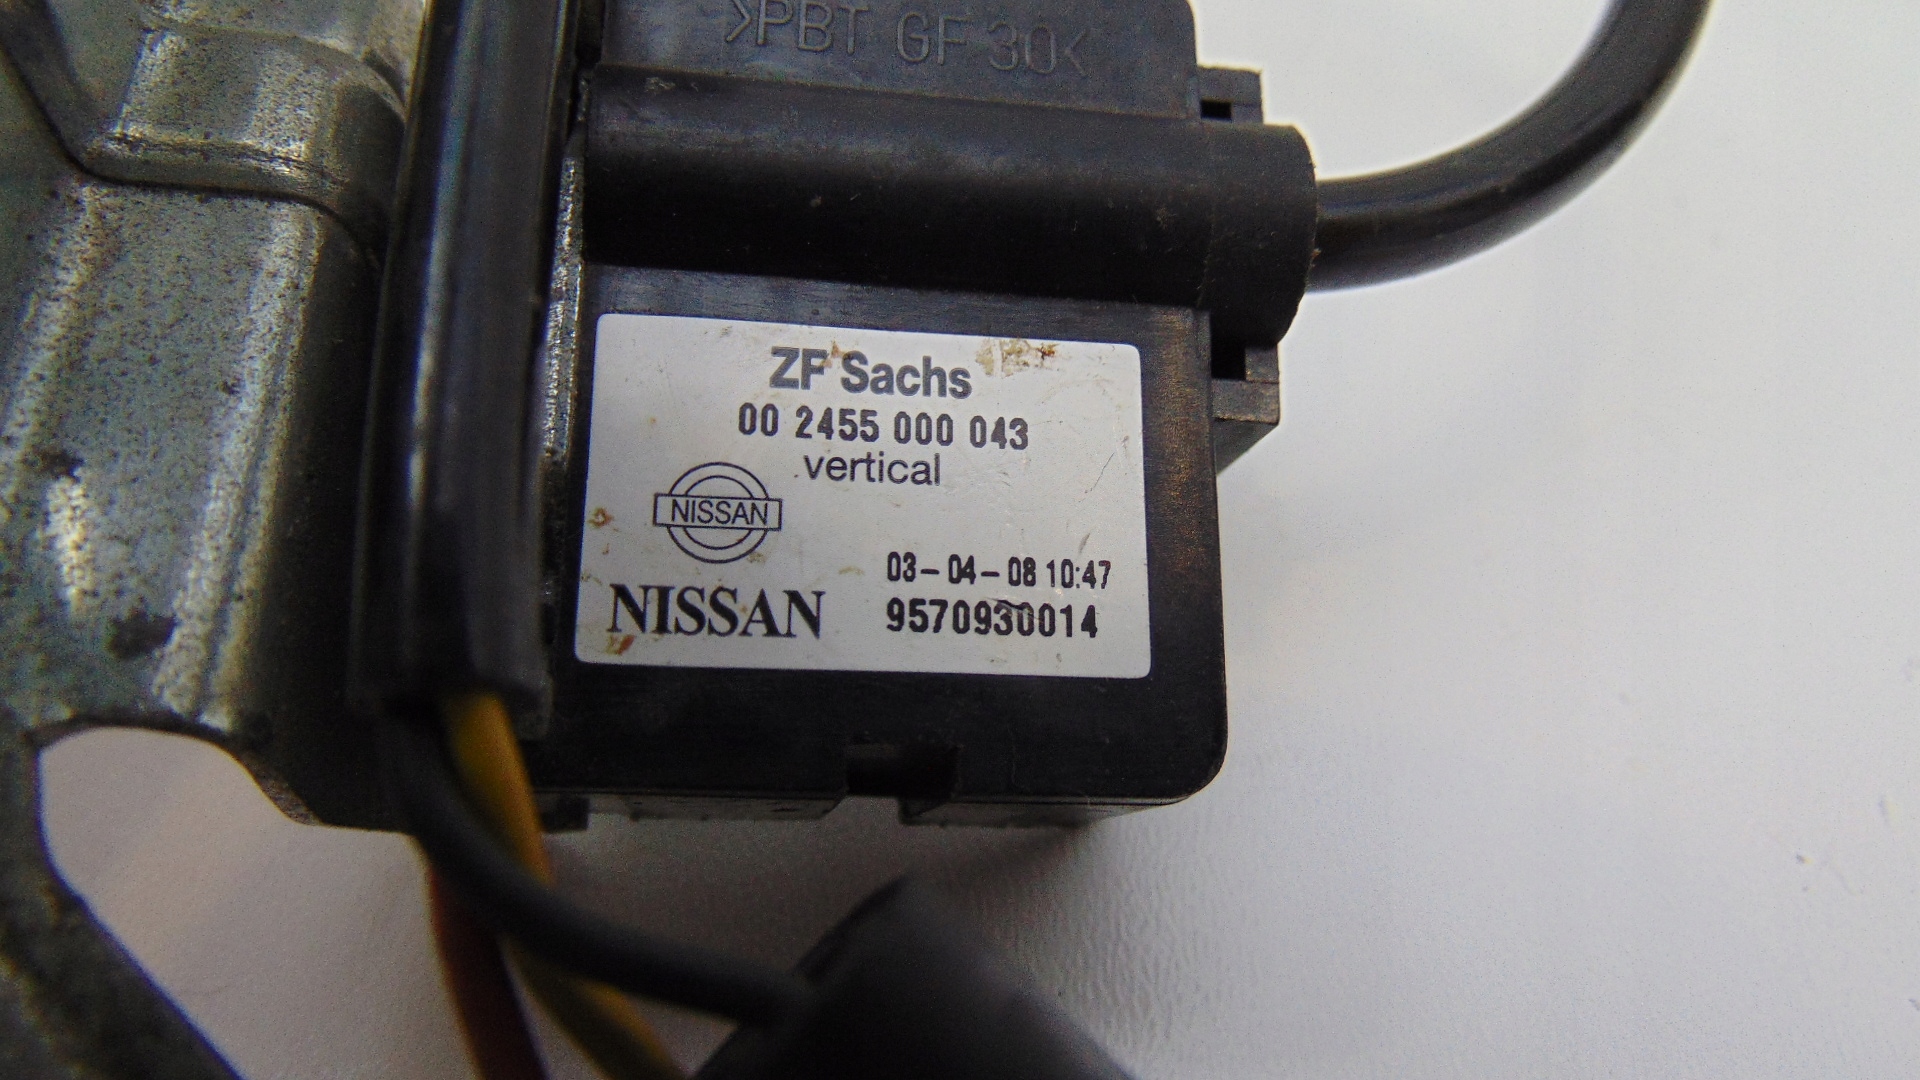 >PBT GF 30<
ZF Sachs
00 2455 000 043
vertical
NISSAN
03-04-08 10:47
NISSAN 9570930014